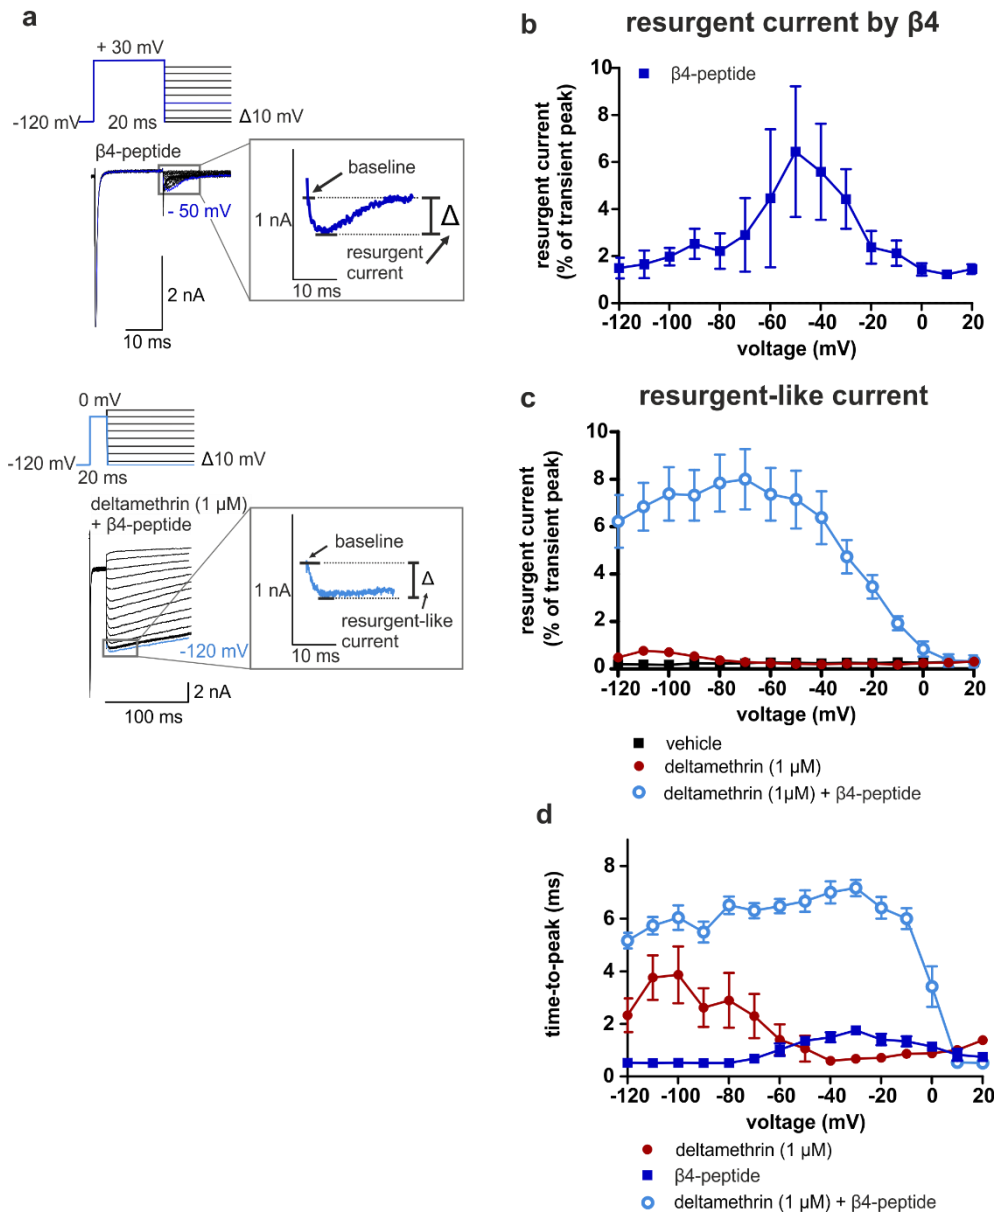 a
+ 30 mV
-120 mV
20 ms
Δ10 mV
β4-peptide
- 50 mV
2 nA
10 ms
baseline
1 nA
Δ
resurgent
current
10 ms
0 mV
-120 mV
Δ10 mV
20 ms
deltamethrin (1 µM)
+ β4-peptide
-120 mV
2 nA
100 ms
baseline
1 nA
Δ
resurgent-like
current
10 ms
b
resurgent current by β4
β4-peptide
resurgent current
(% of transient peak)
10
8
6
4
2
0
-120 -100 -80 -60 -40 -20 0 20
voltage (mV)
c
resurgent-like current
resurgent current
(% of transient peak)
10
8
6
4
2
0
-120 -100 -80 -60 -40 -20 0 20
voltage (mV)
vehicle
deltamethrin (1 µM)
deltamethrin (1µM) + β4-peptide
d
time-to-peak (ms)
8
6
4
2
0
-120 -100 -80 -60 -40 -20 0 20
voltage (mV)
deltamethrin (1 µM)
β4-peptide
deltamethrin (1 µM) + β4-peptide